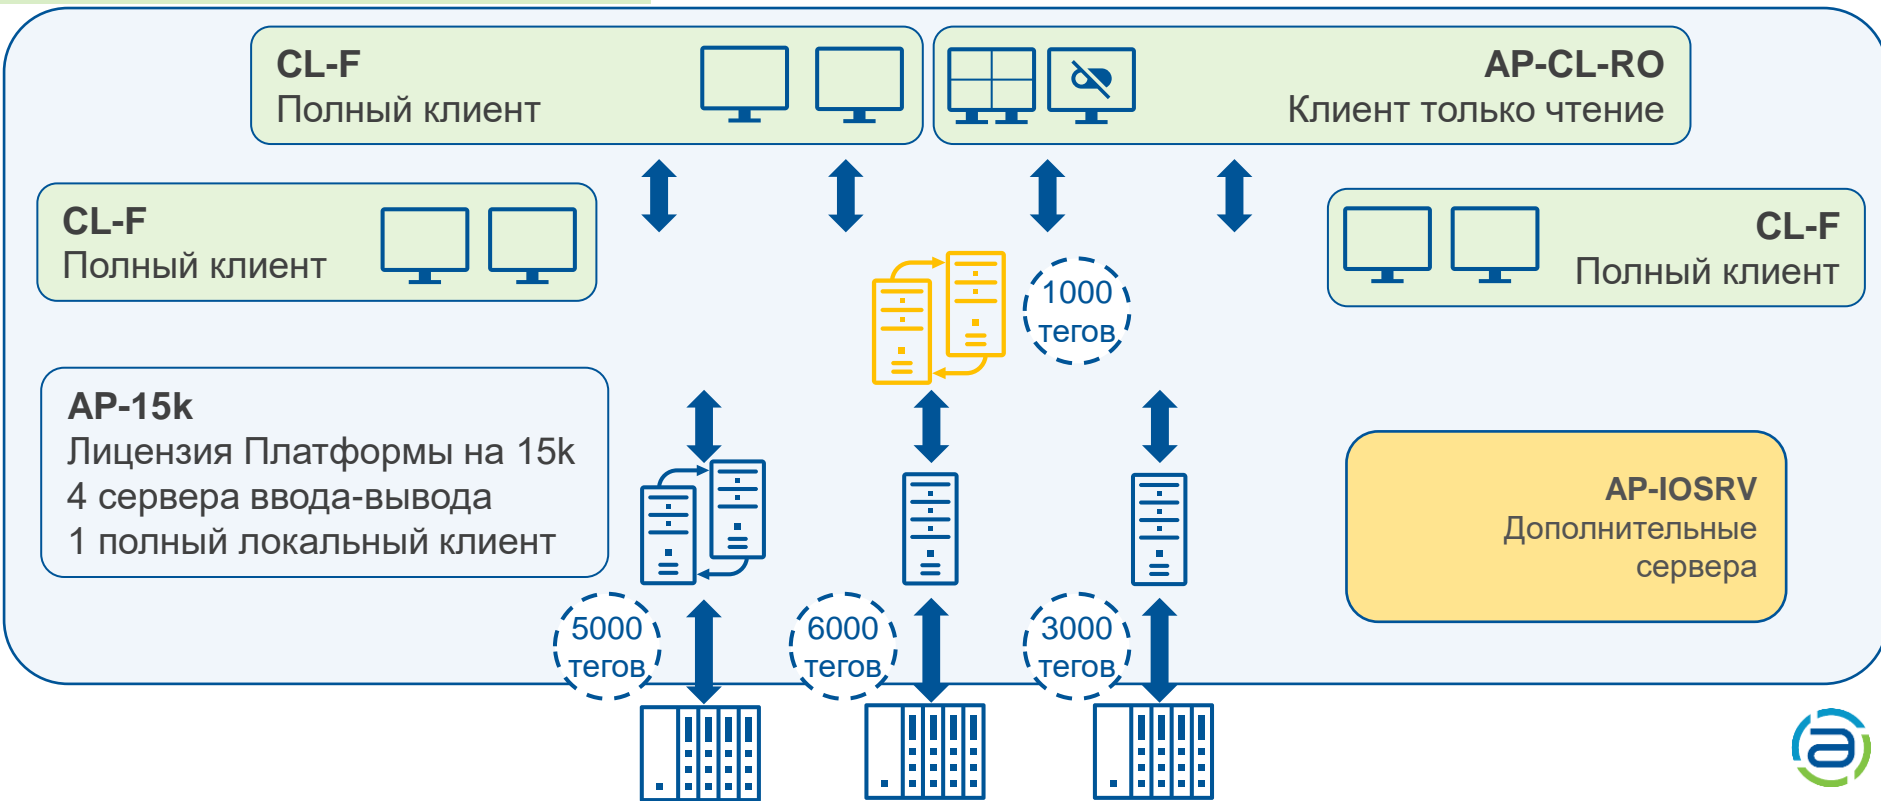 CL-F
Полный клиент
AP-CL-RO
Клиент только чтение
CL-F
Полный клиент
CL-F
Полный клиент
1000
тегов
AP-15k
Лицензия Платформы на 15k
4 сервера ввода-вывода
1 полный локальный клиент
AP-IOSRV
Дополнительные
сервера
5000
тегов
6000
тегов
3000
тегов